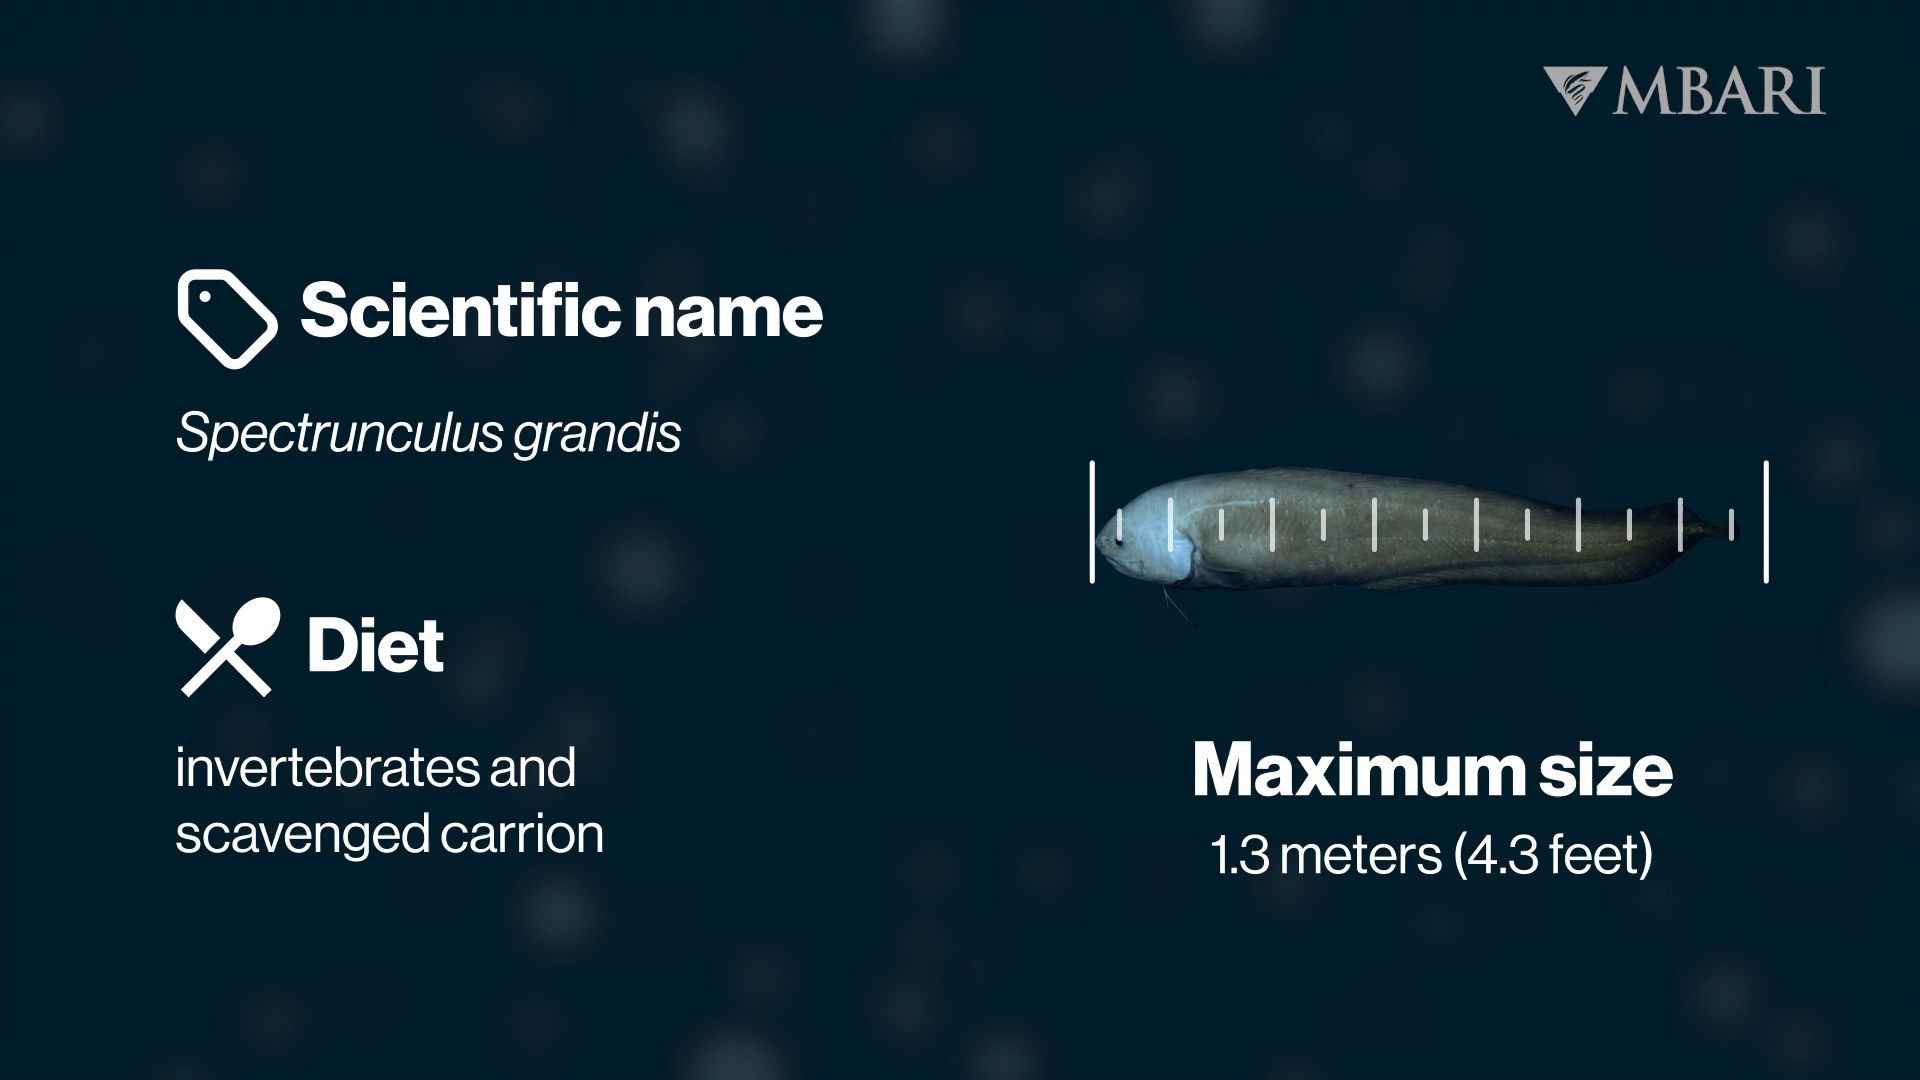 MBARI
Scientific name
Spectrunculus grandis
Diet
invertebrates and
scavenged carrion
Maximum size
1.3 meters (4.3 feet)